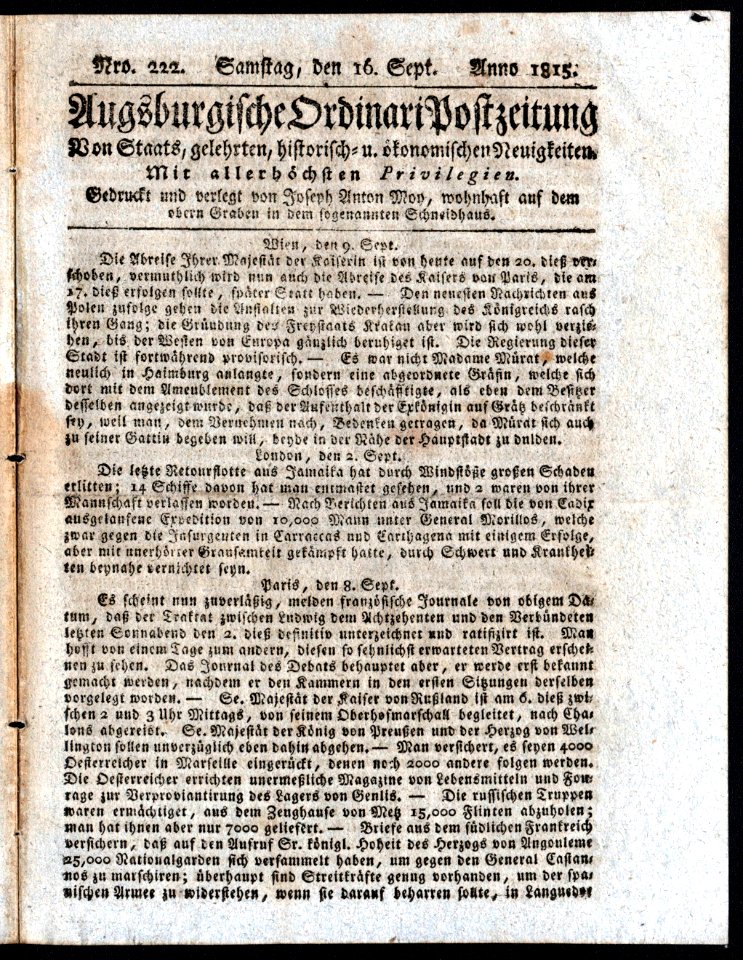 Nro. 222. Samstag, den 16. Sept. Anno 1815.
Augsburgische Ordinari Postzeitung
Von Staats, gelehrten, historisch- u. ökonomischen Neuigkeiten.
Mit allerhöchsten Privilegien.
Gedruckt und verlegt von Joseph Anton Moy, wohnhaft auf dem
obern Graben in dem sogenannten Schneidhaus.
Wien, den 9. Sept.
Die Abreise Ihrer Majestät der Kaiserin ist von heute auf den 20. dieß ver-
schoben, vermuthlich wird nun auch die Abreise des Kaisers von Paris, die am
17. dieß erfolgen sollte, später Statt haben. — Den neuesten Nachrichten aus
Polen zufolge gehen die Anstalten zur Wiederherstellung des Königreichs rasch
ihren Gang; die Gründung des Freystaats Krakau aber wird sich wohl verzie-
hen, bis der Westen von Europa gänzlich beruhiget ist. Die Regierung dieser
Stadt ist fortwährend provisorisch. — Es war nicht Madame Mürat, welche
neulich in Haimburg anlangte, sondern eine abgeordnete Gräfin, welche sich
dort mit dem Ameublement des Schlosses beschäfftigte, als eben dem Besitzer
desselben angezeigt wurde, daß der Aufenthalt der Exkönigin auf Grätz beschränkt
sey, weil man, dem Vernehmen nach, Bedenken getragen, da Mürat sich auch
zu seiner Gattin begeben will, beyde in der Nähe der Hauptstadt zu dulden.
London, den 2. Sept.
Die letzte Retourflotte aus Jamaika hat durch Windstöße großen Schaden
erlitten; 14 Schiffe davon hat man entmastet gesehen, und 2 waren von ihrer
Mannschaft verlassen worden. — Nach Berichten aus Jamaika soll die von Cadix
ausgelaufene Expedition von 10,000 Mann unter General Morillos, welche
zwar gegen die Insurgenten in Carraccas und Carthagena mit einigem Erfolge,
aber mit unerhörter Grausamkeit gekämpft hatte, durch Schwert und Krankhei-
ten beynahe vernichtet seyn.
Paris, den 8. Sept.
Es scheint nun zuverläßig, melden französische Journale von obigem Da-
tum, daß der Traktat zwischen Ludwig dem Achtzehenten und den Verbündeten
letzten Sonnabend den 2. dieß definitiv unterzeichnet und ratifizirt ist. Man
hofft von einem Tage zum andern, diesen so sehnlichst erwarteten Vertrag erschei-
nen zu sehen. Das Journal des Debats behauptet aber, er werde erst bekannt
gemacht werden, nachdem er den Kammern in den ersten Sitzungen derselben
vorgelegt worden. — Se. Majestät der Kaiser von Rußland ist am 6. dieß zwi-
schen 2 und 3 Uhr Mittags, von seinem Oberhofmarschall begleitet, nach Cha-
lons abgereist. Se. Majestät der König von Preußen und der Herzog von Wel-
lington sollen unverzüglich eben dahin abgehen. — Man versichert, es seyen 4000
Oesterreicher in Marseille eingerückt, denen noch 2000 andere folgen werden.
Die Oesterreicher errichten unermeßliche Magazine von Lebensmitteln und Fou-
rage zur Verproviantirung des Lagers von Genlis. — Die russischen Truppen
waren ermächtiget, aus dem Zeughause von Metz 15,000 Flinten abzuholen;
man hat ihnen aber nur 7000 geliefert. — Briefe aus dem südlichen Frankreich
versichern, daß auf den Aufruf Sr. königl. Hoheit des Herzogs von Angouleme
25,000 Nationalgarden sich versammelt haben, um gegen den General Castan-
nos zu marschiren; überhaupt sind Streitkräfte genug vorhanden, um der spa-
nischen Armee zu widerstehen, wenn sie darauf beharren sollte, in Languedoc